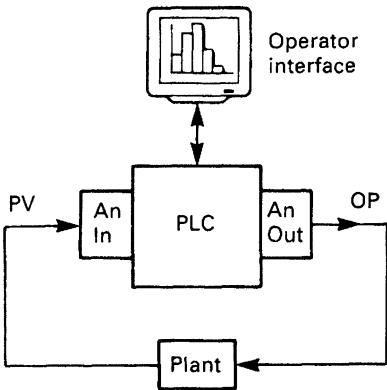 Operator
interface
PV
An
In
PLC
An
Out
OP
Plant